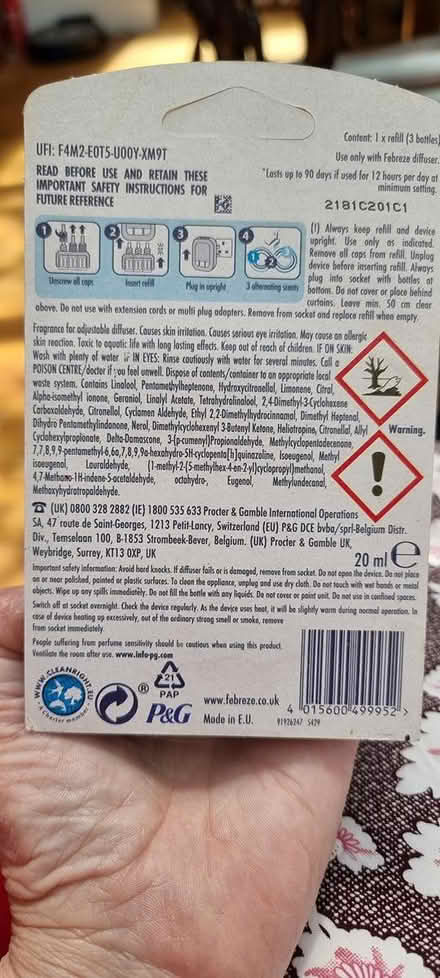 UFI: F4M2-E0T5-U00Y-XM9T
READ BEFORE USE AND RETAIN THESE
IMPORTANT SAFETY INSTRUCTIONS FOR
FUTURE REFERENCE
Content: 1 x refill (3 bottles)
Use only with Febreze diffuser.
*Lasts up to 90 days if used for 12 hours per day at
minimum setting.
2181C201C1
1 2 3 4
Unscrew all caps
Insert refill
Plug in upright
3 alternating scents
(1) Always keep refill and device
upright. Use only as indicated.
Remove all caps from refill. Unplug
device before inserting refill. Always
plug into socket with bottles at
bottom. Do not cover or place behind
curtains. Leave min. 50 cm clear
above. Do not use with extension cords or multi plug adapters. Remove from socket and replace refill when empty.
Fragrance for adjustable diffuser. Causes skin irritation. Causes serious eye irritation. May cause an allergic
skin reaction. Toxic to aquatic life with long lasting effects. Keep out of reach of children. IF ON SKIN:
Wash with plenty of water. IF IN EYES: Rinse cautiously with water for several minutes. Call a
POISON CENTRE/doctor if you feel unwell. Dispose of contents/container to an appropriate local
waste system. Contains Linalool, Pentamethylheptenone, Hydroxycitronellal, Limonene, Citral,
Alpha-isomethyl ionone, Geraniol, Linalyl Acetate, Tetrahydrolinalool, 2,4-Dimethyl-3-Cyclohexene
Carboxaldehyde, Citronellol, Cyclamen Aldehyde, Ethyl 2,2-Dimethylhydrocinnamal, Dimethyl Heptenal,
Dihydro Pentamethylindanone, Nerol, Dimethylcyclohexenyl 3-Butenyl Ketone, Heliotropine, Citronellal, Allyl
Cyclohexylpropionate, Delta-Damascone, 3-(p-cumenyl)Propionaldehyde, Methylcyclopentadecenone,
7,7,8,9,9-pentamethyl-6,6a,7,8,9,9a-hexahydro-5H-cyclopenta[h]quinazoline, Isoeugenol, Methyl
isoeugenol, Lauraldehyde, (1-methyl-2-(5-methylhex-4-en-2-yl)cyclopropyl)methanol,
4,7-Methano-1H-indene-5-acetaldehyde, octahydro-, Eugenol, Methylundecanal,
Methoxyhydratropaldehyde.
Warning.
(UK) 0800 328 2882 (IE) 1800 535 633 Procter & Gamble International Operations
SA, 47 route de Saint-Georges, 1213 Petit-Lancy, Switzerland (EU) P&G DCE bvba/sprl-Belgium Distr.
Div., Temselaan 100, B-1853 Strombeek-Bever, Belgium. (UK) Procter & Gamble UK,
Weybridge, Surrey, KT13 0XP, UK
20 ml e
Important safety information: Avoid hard knocks. If diffuser fails or is damaged, remove from socket. Do not open the device. Do not place
on or near polished, painted or plastic surfaces. To clean the appliance, unplug and use dry cloth. Do not touch with wet hands or metal
objects. Wipe up any spills immediately. Do not fill the bottle with any liquids. Do not cover or paint unit. Do not use in confined spaces.
Switch off at socket overnight. Check the device regularly. As the device uses heat, it will be slightly warm during normal operation. In
case of device heating up excessively, out of the ordinary strong smell or smoke, remove
from socket immediately.
People suffering from perfume sensitivity should be cautious when using this product.
Ventilate the room after use. www.info-pg.com
WWW.CLEANRIGHT.EU
A Charter member
®
21
PAP
P&G
www.febreze.co.uk
Made in E.U.
4 015600 499952 >
91926247 S429